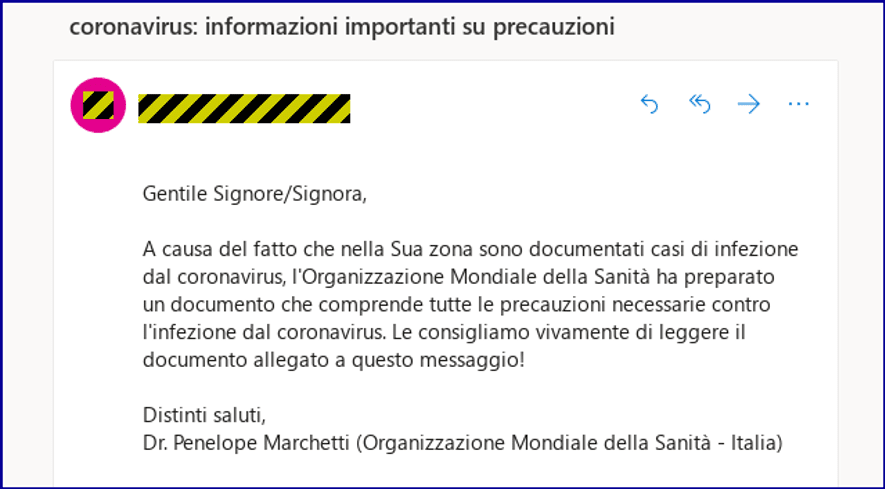 coronavirus: informazioni importanti su precauzioni
Gentile Signore/Signora,
A causa del fatto che nella Sua zona sono documentati casi di infezione
dal coronavirus, l'Organizzazione Mondiale della Sanità ha preparato
un documento che comprende tutte le precauzioni necessarie contro
l'infezione dal coronavirus. Le consigliamo vivamente di leggere il
documento allegato a questo messaggio!
Distinti saluti,
Dr. Penelope Marchetti (Organizzazione Mondiale della Sanità - Italia)